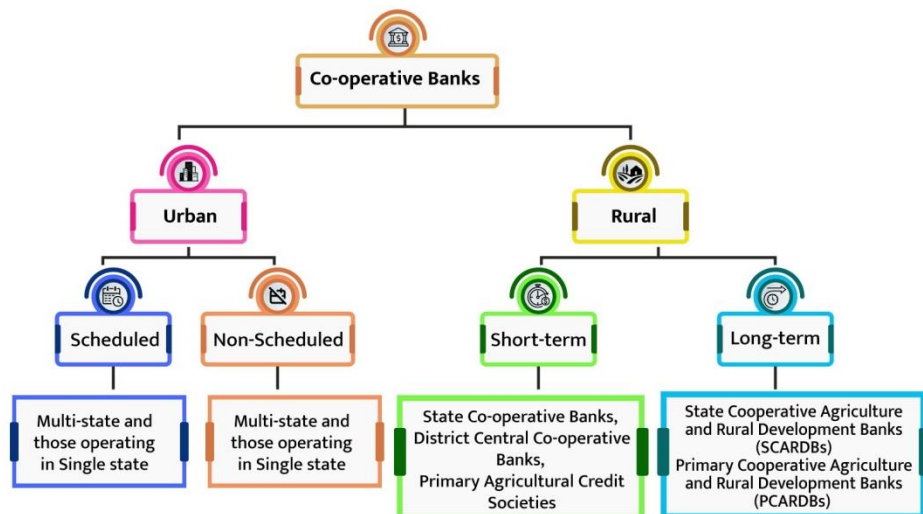 Co-operative Banks
Urban
Rural
Scheduled
Non-Scheduled
Short-term
Long-term
Multi-state and
those operating
in Single state
Multi-state and
those operating
in Single state
State Co-operative Banks,
District Central Co-operative
Banks,
Primary Agricultural Credit
Societies
State Cooperative Agriculture
and Rural Development Banks
(SCARDBs)
Primary Cooperative Agriculture
and Rural Development Banks
(PCARDBs)